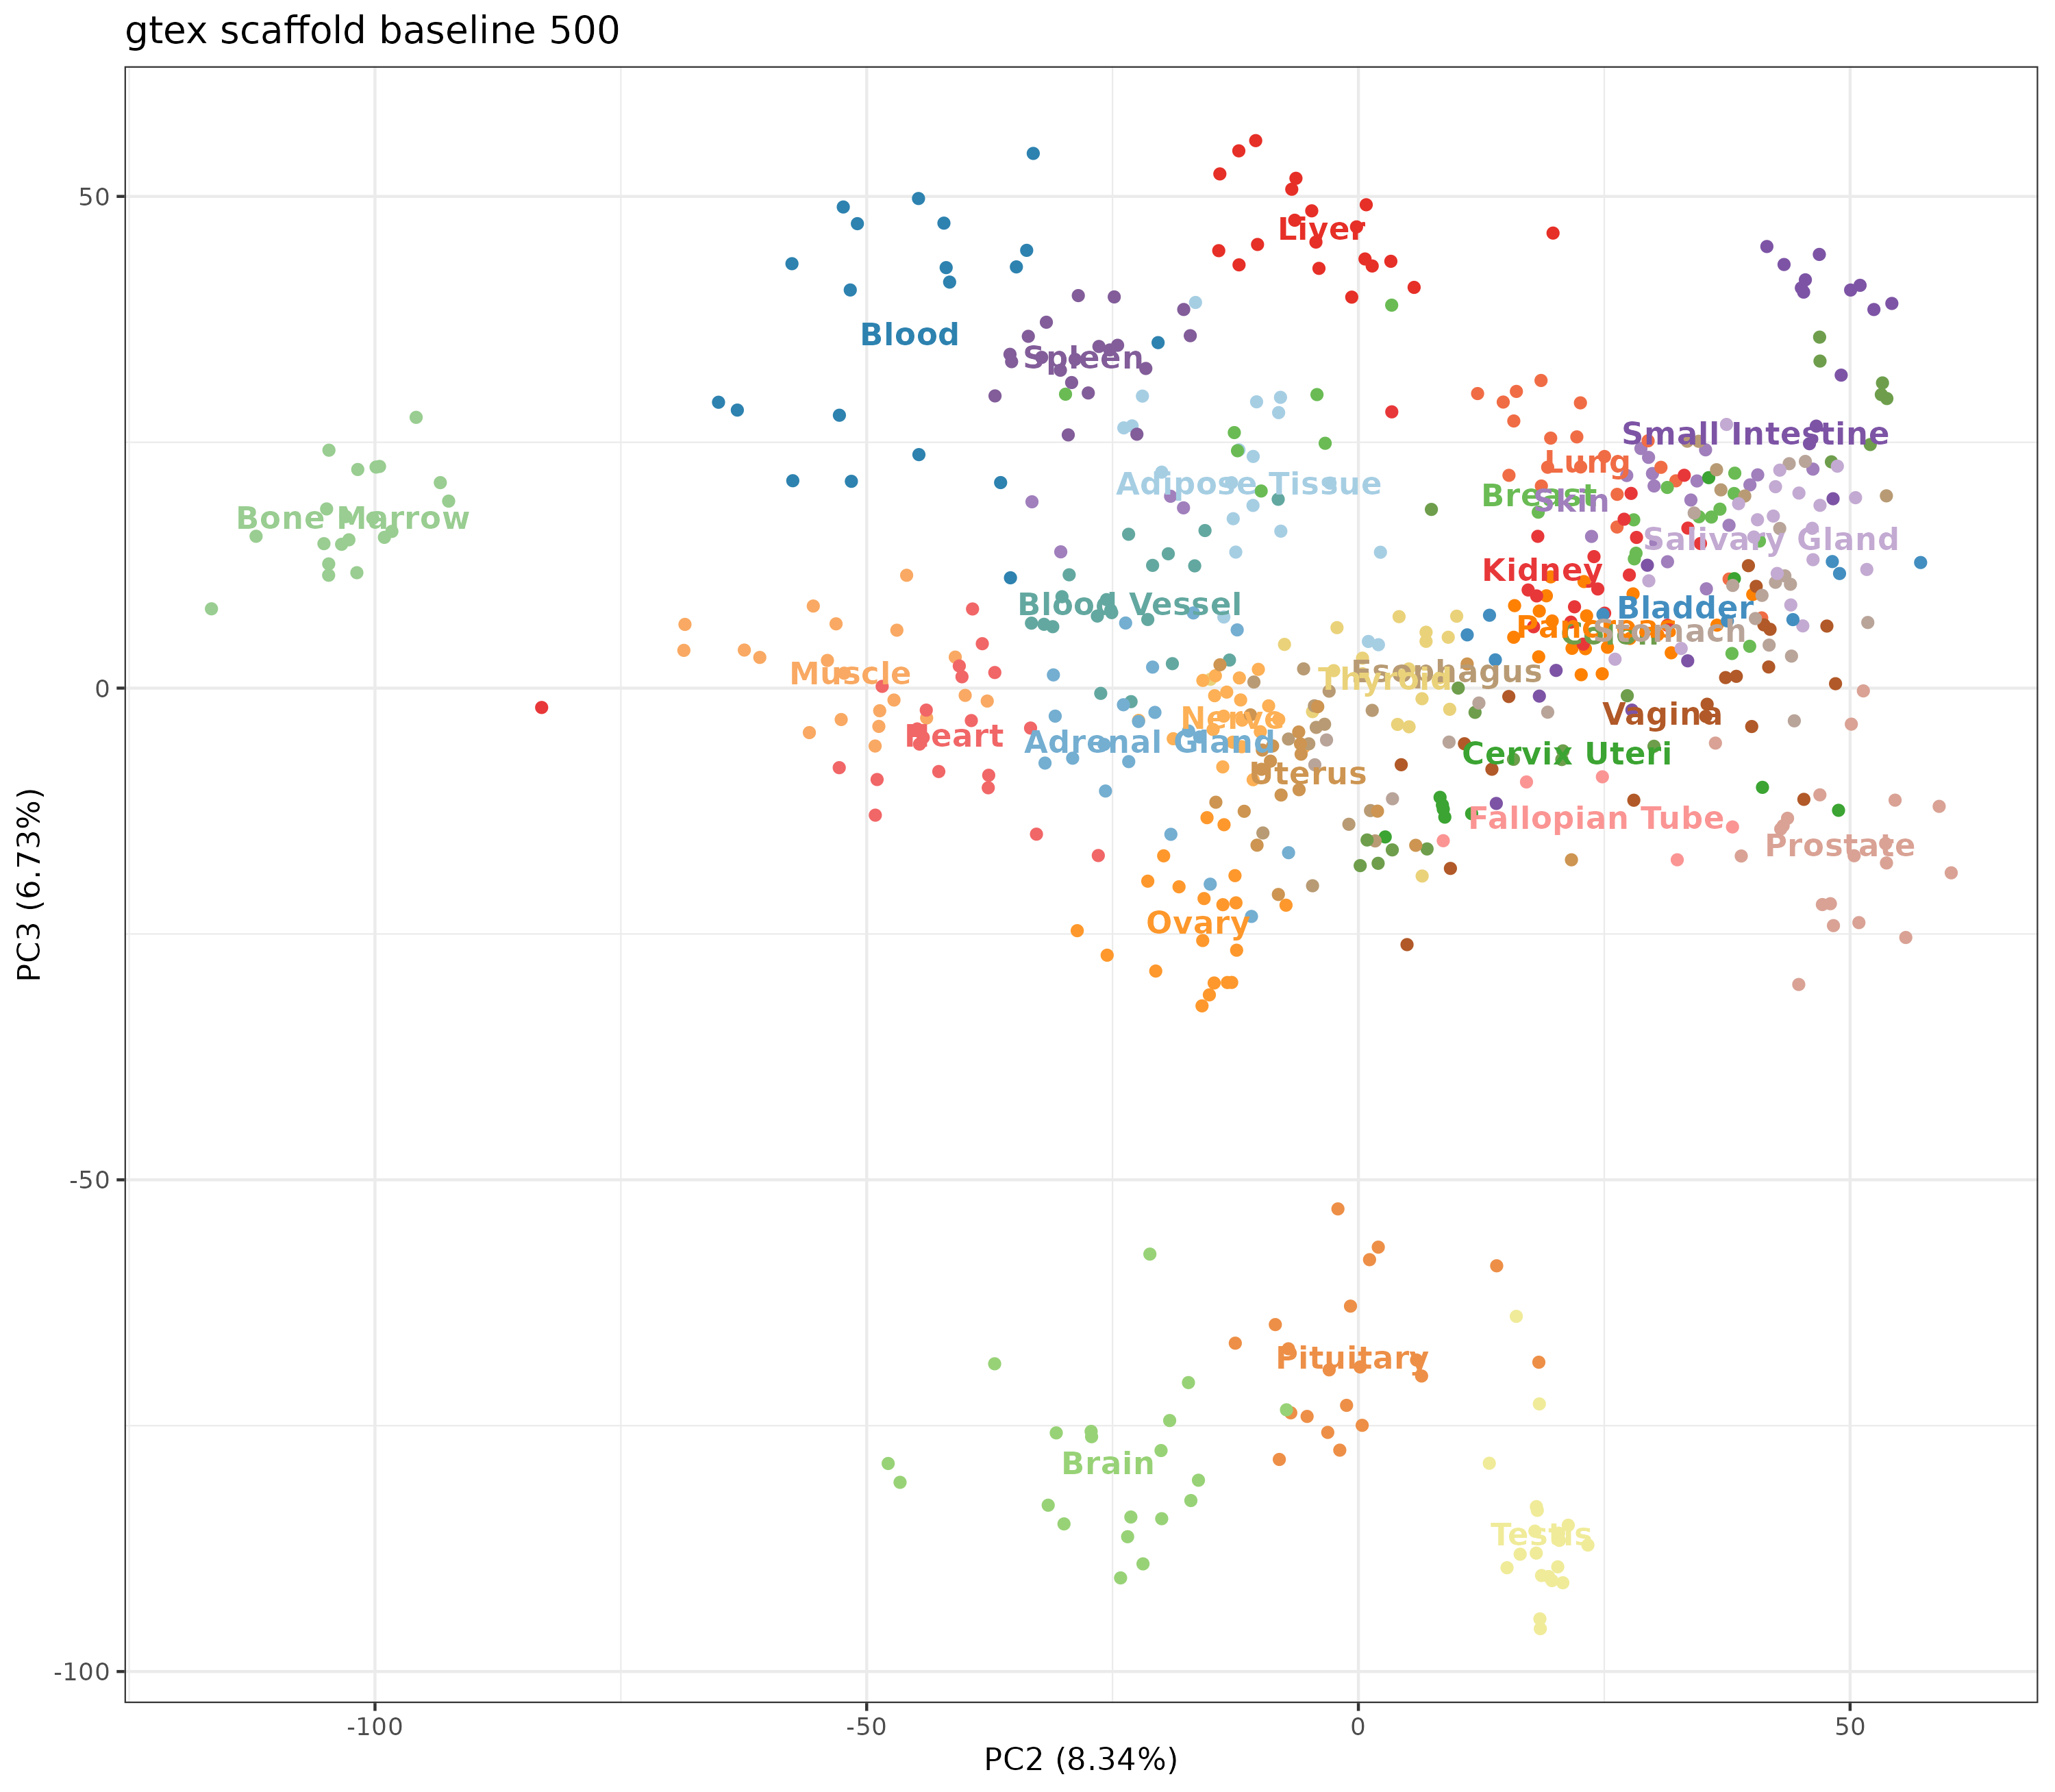 gtex scaffold baseline 500
50
Liver
Blood
Spleen
Small Intestine
Lung
Adipose Tissue
Breast
Skin
Bone Marrow
Salivary Gland
Kidney
Blood Vessel
Bladder
Pancreas
Colon
Stomach
Muscle
Esophagus
Thyroid
0
Vagina
Nerve
Heart
Adrenal Gland
Cervix Uteri
Uterus
Fallopian Tube
Prostate
Ovary
PC3 (6.73%)
-50
Pituitary
Brain
Testis
-100
-100
-50
0
50
PC2 (8.34%)